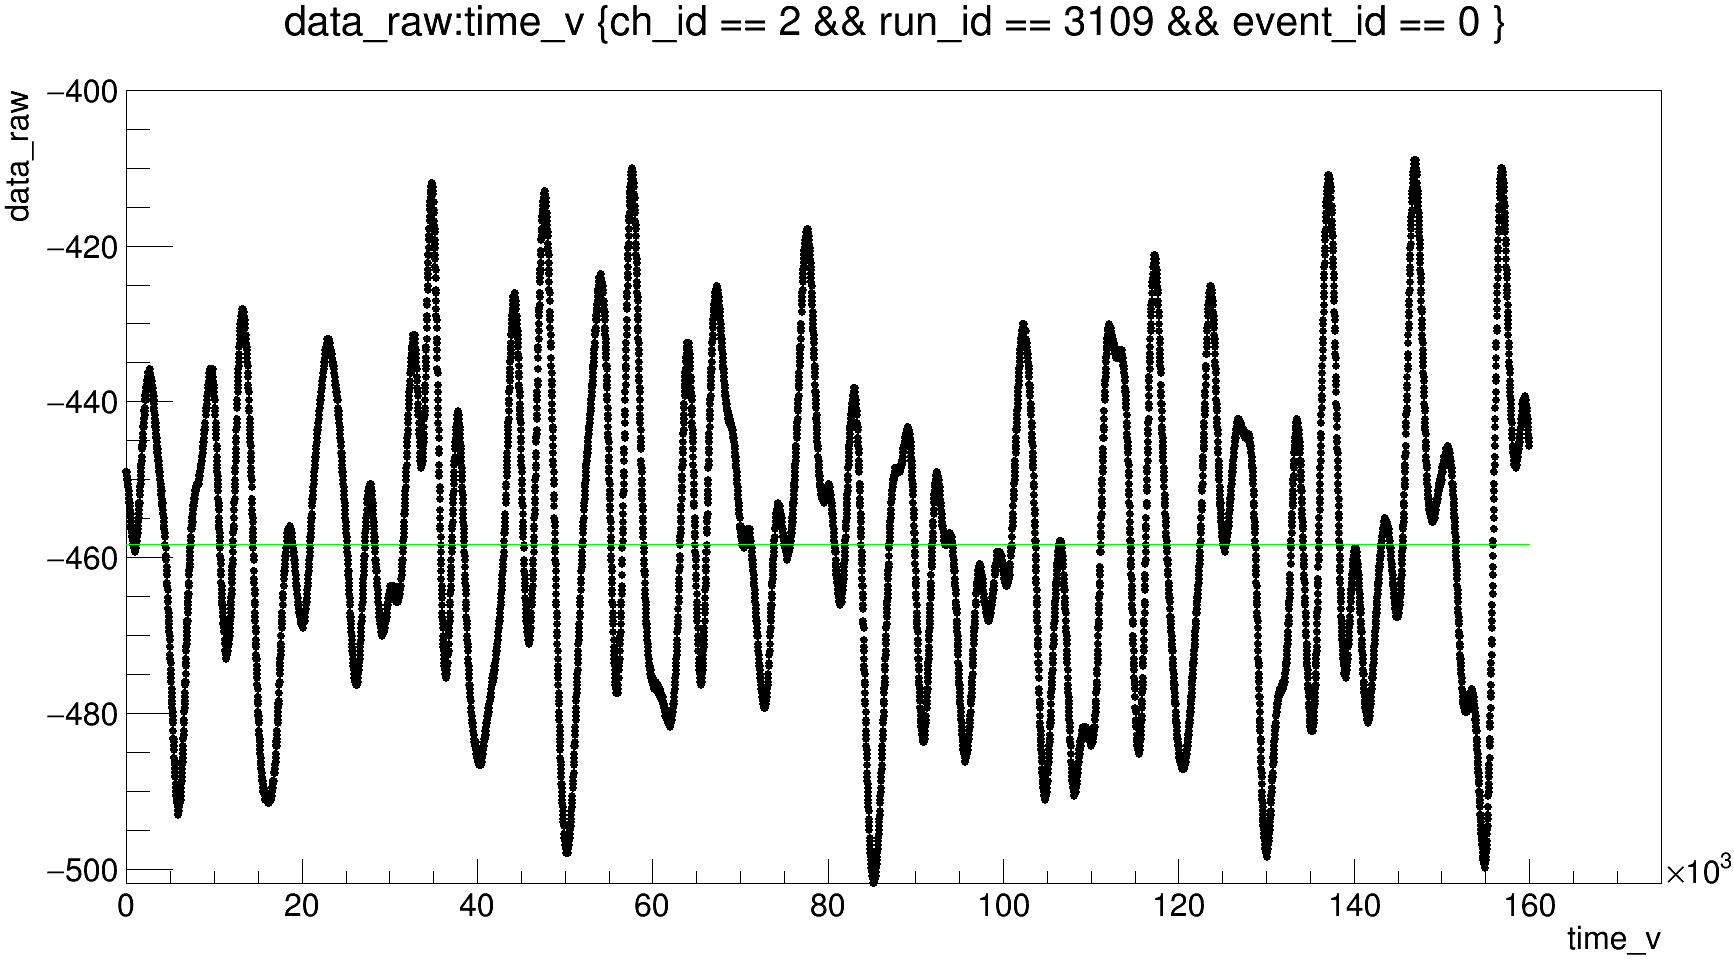 data_raw:time_v {ch_id == 2 && run_id == 3109 && event_id == 0 }
data_raw
−400
−420
−440
−460
−480
−500
0 20 40 60 80 100 120 140 160
×10³
time_v